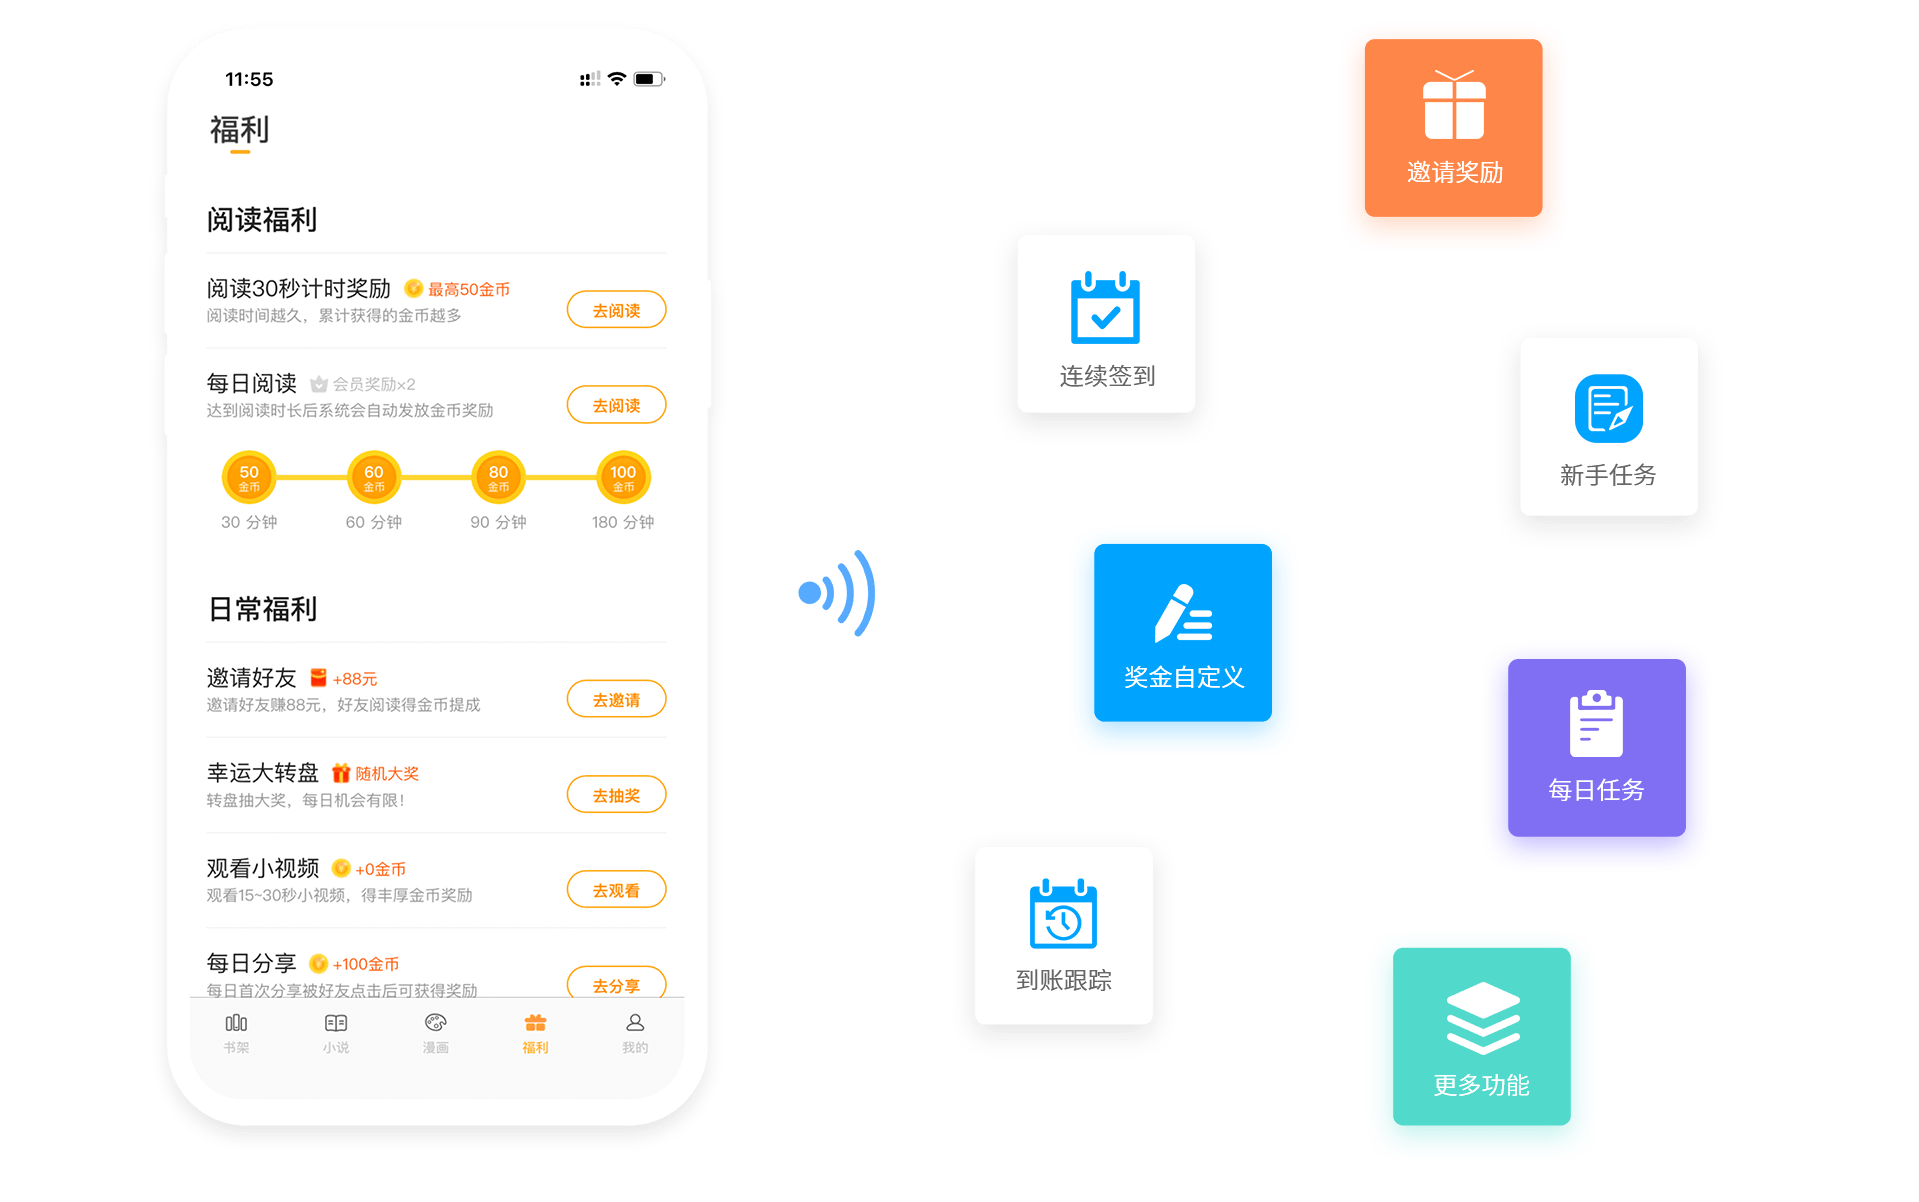 11:55
福利
阅读福利
阅读30秒计时奖励 最高50金币
阅读时间越久，累计获得的金币越多
去阅读
每日阅读 会员奖励×2
达到阅读时长后系统会自动发放金币奖励
去阅读
50 60 80 100
金币 金币 金币 金币
30 分钟 60 分钟 90 分钟 180 分钟
日常福利
邀请好友 +88元
邀请好友赚88元，好友阅读得金币提成
去邀请
幸运大转盘 随机大奖
转盘抽大奖，每日机会有限！
去抽奖
观看小视频 +0金币
观看15~30秒小视频，得丰厚金币奖励
去观看
每日分享 +100金币
每日首次分享被好友点击后可获得奖励
去分享
书架 小说 漫画 福利 我的
邀请奖励
连续签到
新手任务
奖金自定义
每日任务
到账跟踪
更多功能